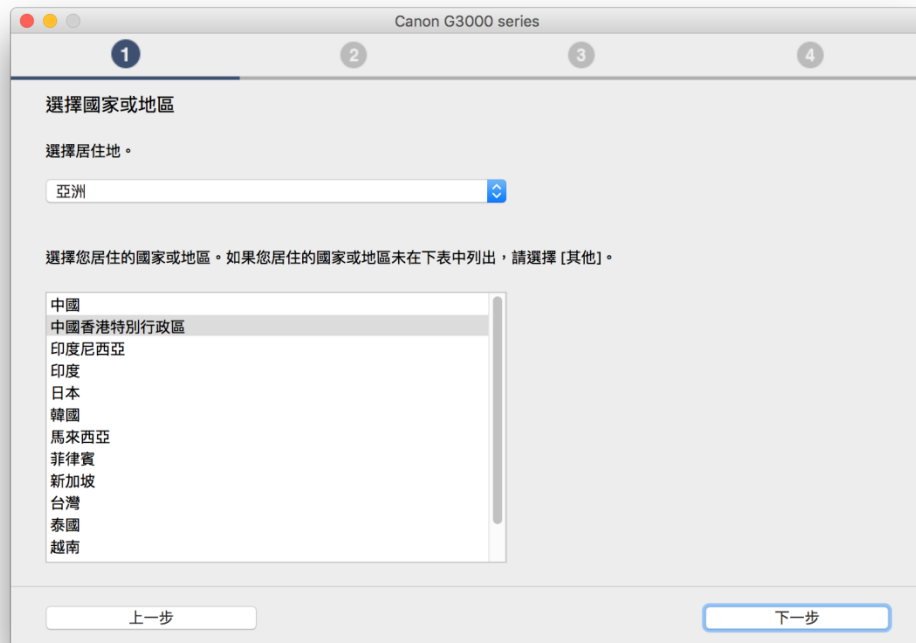 Canon G3000 series
1
2
3
4
選擇國家或地區
選擇居住地。
亞洲
選擇您居住的國家或地區。如果您居住的國家或地區未在下表中列出，請選擇 [其他]。
中國
中國香港特別行政區
印度尼西亞
印度
日本
韓國
馬來西亞
菲律賓
新加坡
台灣
泰國
越南
上一步
下一步